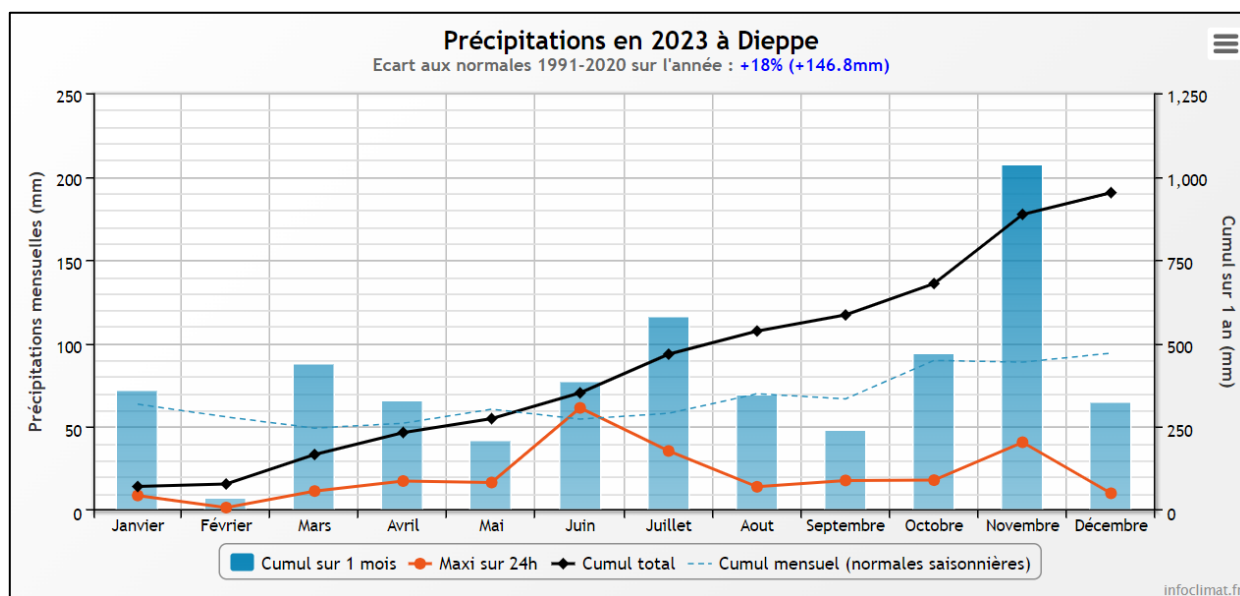 Précipitations en 2023 à Dieppe
Ecart aux normales 1991-2020 sur l'année : +18% (+146.8mm)
Précipitations mensuelles (mm)
250
200
150
100
50
0
1,250
1,000
750
500
250
0
Cumul sur 1 an (mm)
Janvier Février Mars Avril Mai Juin Juillet Aout Septembre Octobre Novembre Décembre
Cumul sur 1 mois Maxi sur 24h Cumul total Cumul mensuel (normales saisonnières)
infoclimat.fr